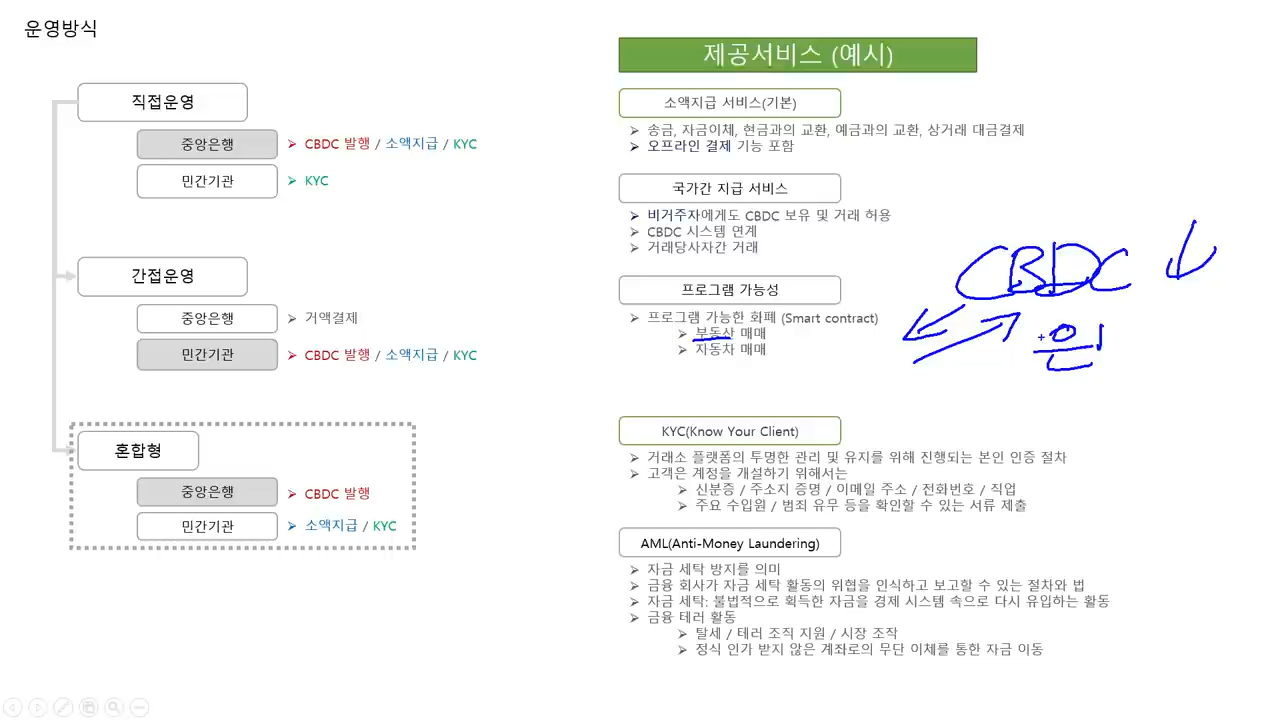 운영방식
직접운영
중앙은행 ➢ CBDC 발행 / 소액지급 / KYC
민간기관 ➢ KYC
간접운영
중앙은행 ➢ 거액결제
민간기관 ➢ CBDC 발행 / 소액지급 / KYC
혼합형
중앙은행 ➢ CBDC 발행
민간기관 ➢ 소액지급 / KYC
제공서비스 (예시)
소액지급 서비스(기본)
➢ 송금, 자금이체, 현금과의 교환, 예금과의 교환, 상거래 대금결제
➢ 오프라인 결제 기능 포함
국가간 지급 서비스
➢ 비거주자에게도 CBDC 보유 및 거래 허용
➢ CBDC 시스템 연계
➢ 거래당사자간 거래
프로그램 가능성
➢ 프로그램 가능한 화폐 (Smart contract)
➢ 부동산 매매
➢ 자동차 매매
CBDC
원
KYC(Know Your Client)
➢ 거래소 플랫폼의 투명한 관리 및 유지를 위해 진행되는 본인 인증 절차
➢ 고객은 계정을 개설하기 위해서는
➢ 신분증 / 주소지 증명 / 이메일 주소 / 전화번호 / 직업
➢ 주요 수입원 / 범죄 유무 등을 확인할 수 있는 서류 제출
AML(Anti-Money Laundering)
➢ 자금 세탁 방지를 의미
➢ 금융 회사가 자금 세탁 활동의 위협을 인식하고 보고할 수 있는 절차와 법
➢ 자금 세탁: 불법적으로 획득한 자금을 경제 시스템 속으로 다시 유입하는 활동
➢ 금융 테러 활동
➢ 탈세 / 테러 조직 지원 / 시장 조작
➢ 정식 인가 받지 않은 계좌로의 무단 이체를 통한 자금 이동